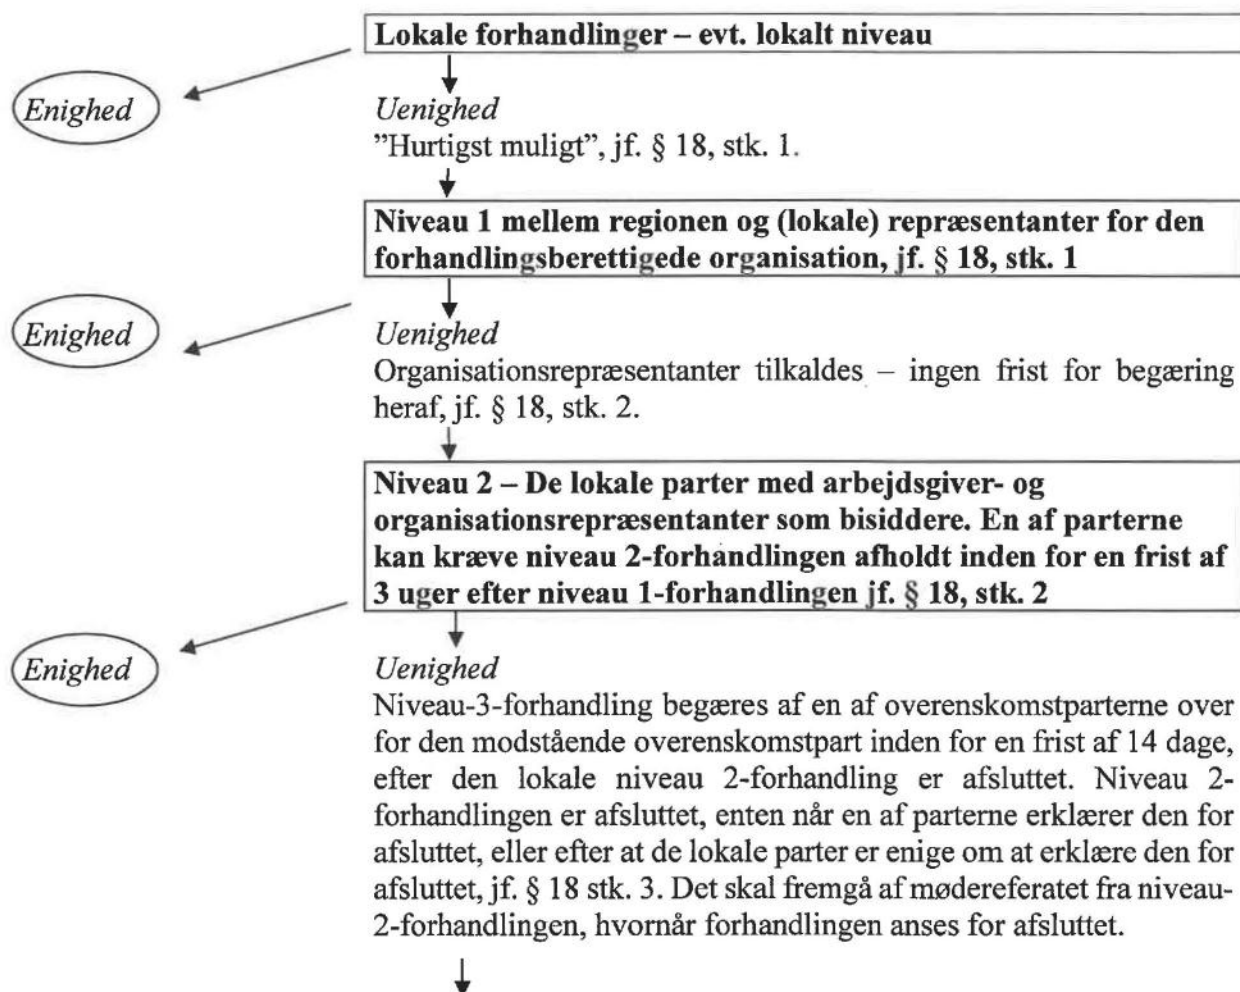 Lokale forhandlinger – evt. lokalt niveau
Enighed
Uenighed
”Hurtigst muligt”, jf. § 18, stk. 1.
Niveau 1 mellem regionen og (lokale) repræsentanter for den
forhandlingsberettigede organisation, jf. § 18, stk. 1
Enighed
Uenighed
Organisationsrepræsentanter tilkaldes – ingen frist for begæring
heraf, jf. § 18, stk. 2.
Niveau 2 – De lokale parter med arbejdsgiver- og
organisationsrepræsentanter som bisiddere. En af parterne
kan kræve niveau 2-forhandlingen afholdt inden for en frist af
3 uger efter niveau 1-forhandlingen jf. § 18, stk. 2
Enighed
Uenighed
Niveau-3-forhandling begæres af en af overenskomstparterne over
for den modstående overenskomstpart inden for en frist af 14 dage,
efter den lokale niveau 2-forhandling er afsluttet. Niveau 2-
forhandlingen er afsluttet, enten når en af parterne erklærer den for
afsluttet, eller efter at de lokale parter er enige om at erklære den for
afsluttet, jf. § 18 stk. 3. Det skal fremgå af mødereferatet fra niveau-
2-forhandlingen, hvornår forhandlingen anses for afsluttet.